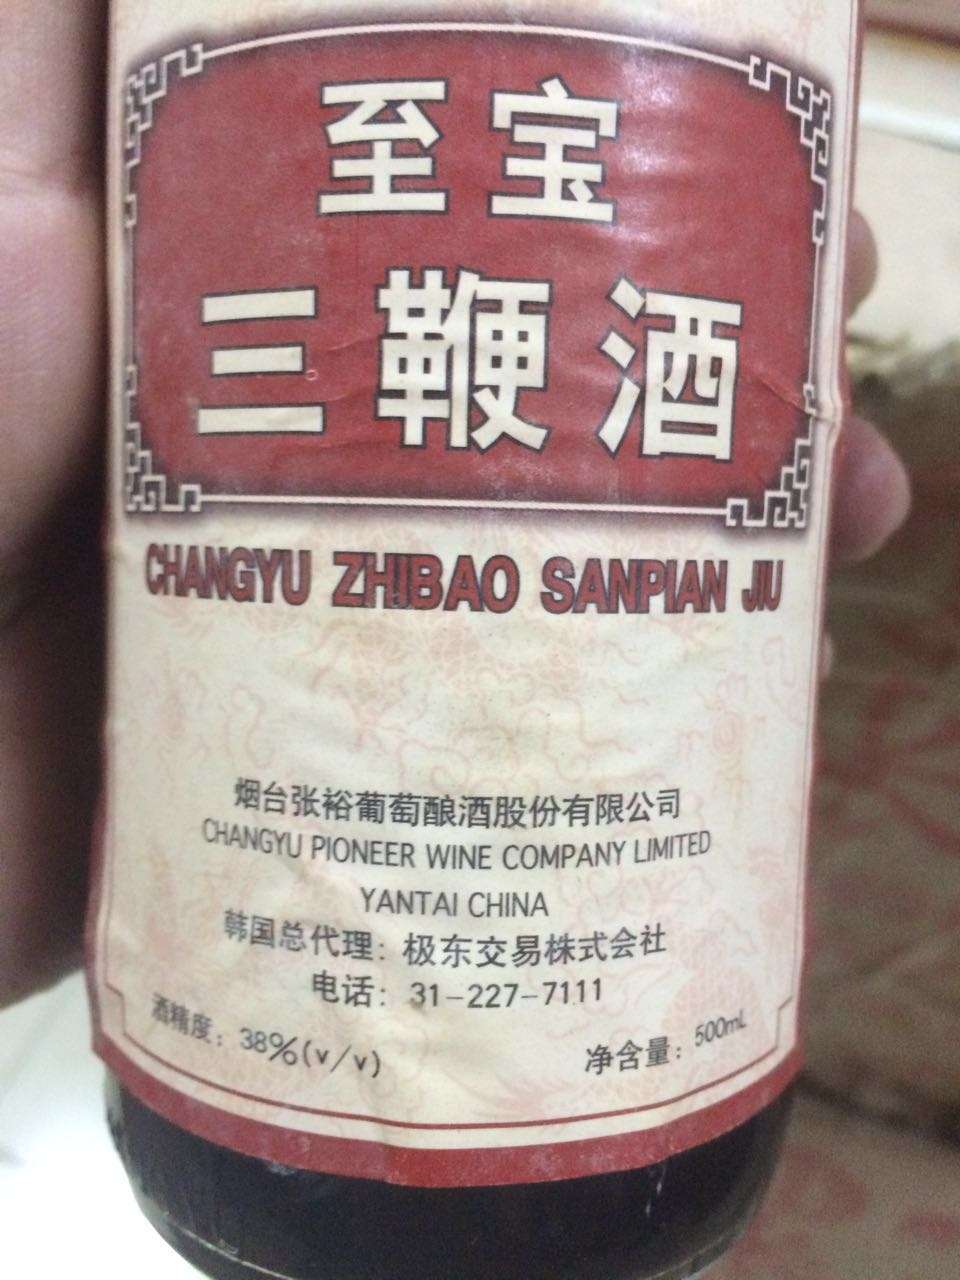 至宝
三鞭酒
CHANGYU ZHIBAO SANPIAN JIU
烟台张裕葡萄酿酒股份有限公司
CHANGYU PIONEER WINE COMPANY LIMITED
YANTAI CHINA
韩国总代理：极东交易株式会社
电话：31-227-7111
酒精度：38%(v/v)
净含量：500mL